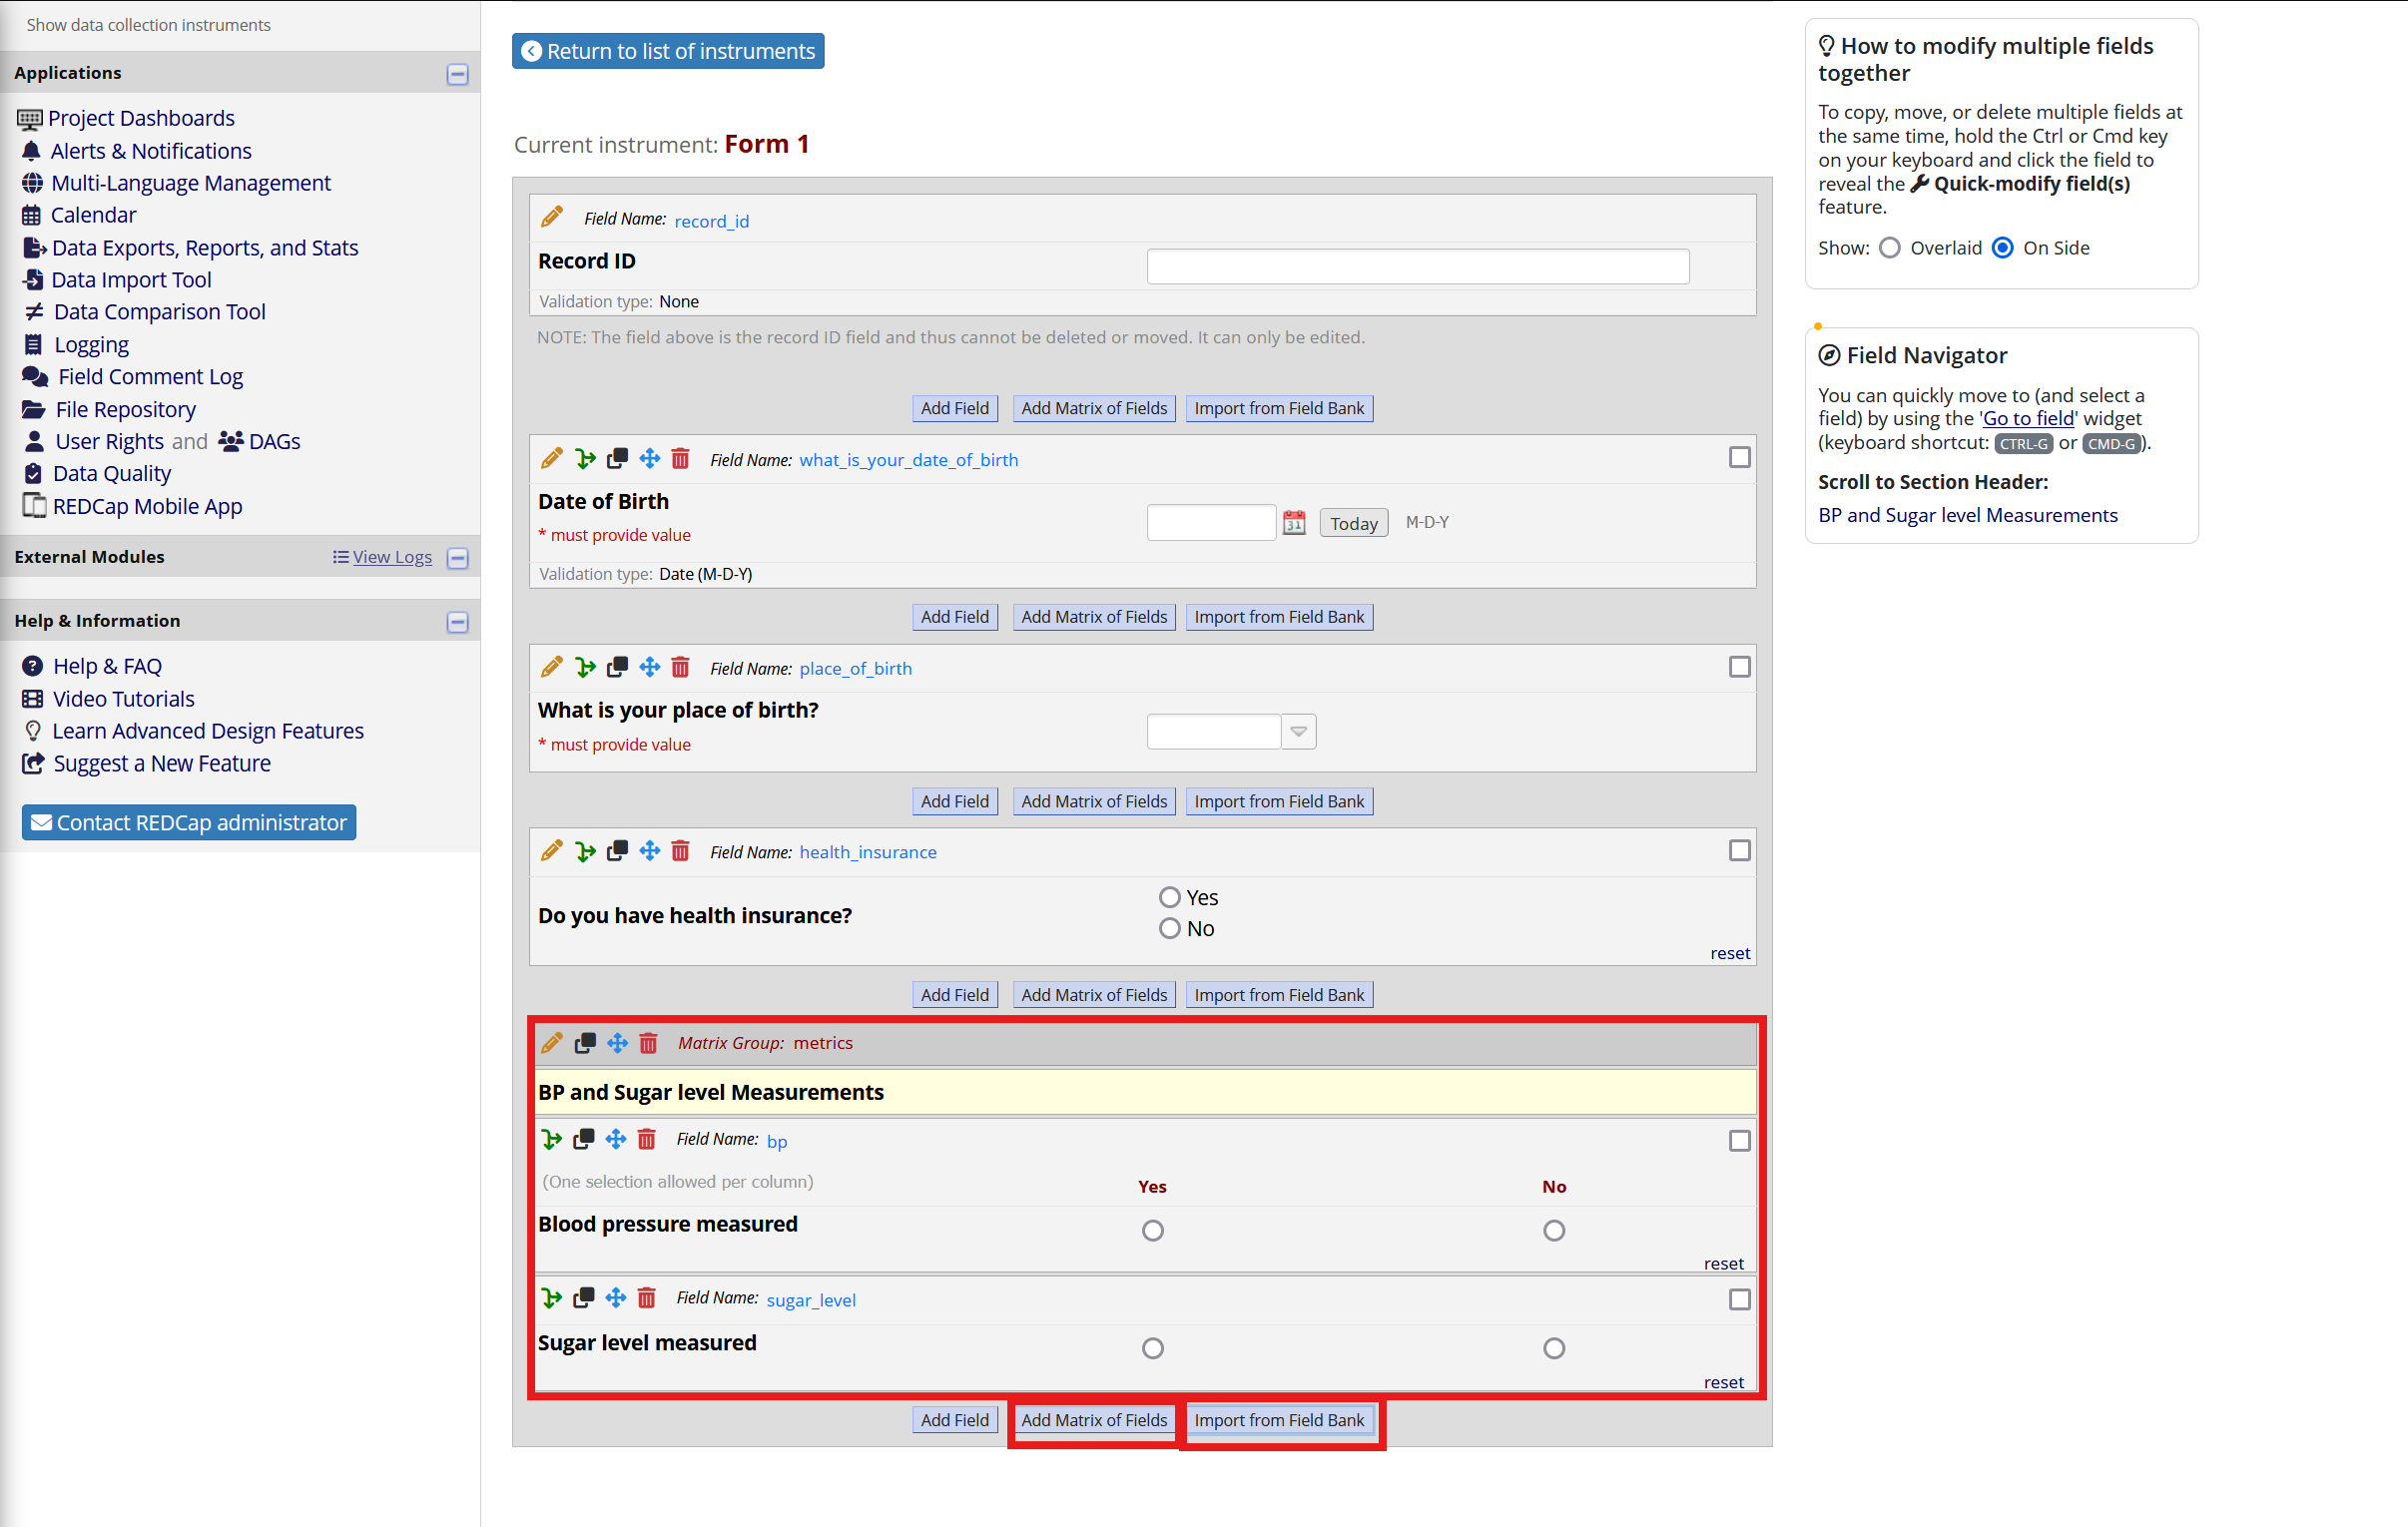 Show data collection instruments
Applications
Project Dashboards
Alerts & Notifications
Multi-Language Management
Calendar
Data Exports, Reports, and Stats
Data Import Tool
Data Comparison Tool
Logging
Field Comment Log
File Repository
User Rights and DAGs
Data Quality
REDCap Mobile App
External Modules View Logs
Help & Information
Help & FAQ
Video Tutorials
Learn Advanced Design Features
Suggest a New Feature
Contact REDCap administrator
Return to list of instruments
Current instrument: Form 1
Field Name: record_id
Record ID
Validation type: None
NOTE: The field above is the record ID field and thus cannot be deleted or moved. It can only be edited.
Add Field Add Matrix of Fields Import from Field Bank
Field Name: what_is_your_date_of_birth
Date of Birth
* must provide value
31 Today M-D-Y
Validation type: Date (M-D-Y)
Add Field Add Matrix of Fields Import from Field Bank
Field Name: place_of_birth
What is your place of birth?
* must provide value
Add Field Add Matrix of Fields Import from Field Bank
Field Name: health_insurance
Do you have health insurance?
Yes
No
reset
Add Field Add Matrix of Fields Import from Field Bank
Matrix Group: metrics
BP and Sugar level Measurements
Field Name: bp
(One selection allowed per column)
Yes No
Blood pressure measured
reset
Field Name: sugar_level
Sugar level measured
reset
Add Field Add Matrix of Fields Import from Field Bank
How to modify multiple fields
together
To copy, move, or delete multiple fields at
the same time, hold the Ctrl or Cmd key
on your keyboard and click the field to
reveal the Quick-modify field(s)
feature.
Show: Overlaid On Side
Field Navigator
You can quickly move to (and select a
field) by using the 'Go to field' widget
(keyboard shortcut: CTRL-G or CMD-G).
Scroll to Section Header:
BP and Sugar level Measurements